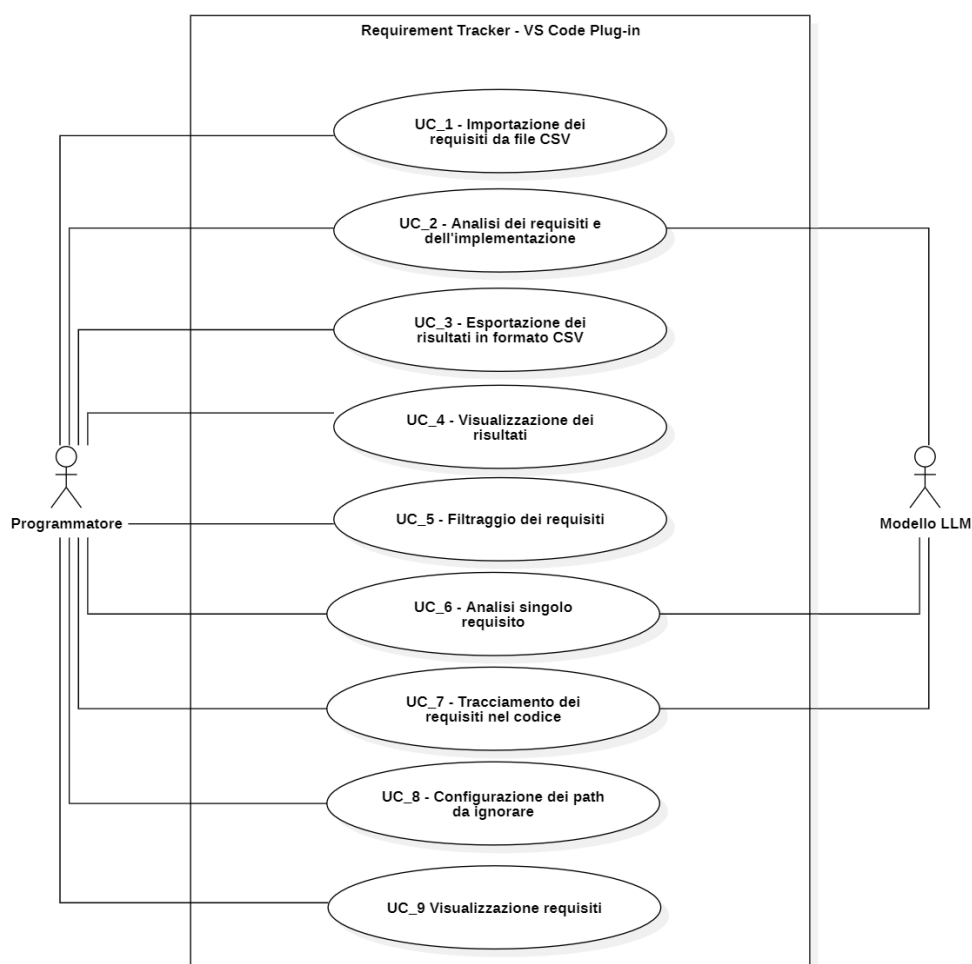 Requirement Tracker - VS Code Plug-in
UC_1 - Importazione dei
requisiti da file CSV
UC_2 - Analisi dei requisiti e
dell'implementazione
UC_3 - Esportazione dei
risultati in formato CSV
UC_4 - Visualizzazione dei
risultati
Programmatore
UC_5 - Filtraggio dei requisiti
Modello LLM
UC_6 - Analisi singolo
requisito
UC_7 - Tracciamento dei
requisiti nel codice
UC_8 - Configurazione dei path
da ignorare
UC_9 Visualizzazione requisiti